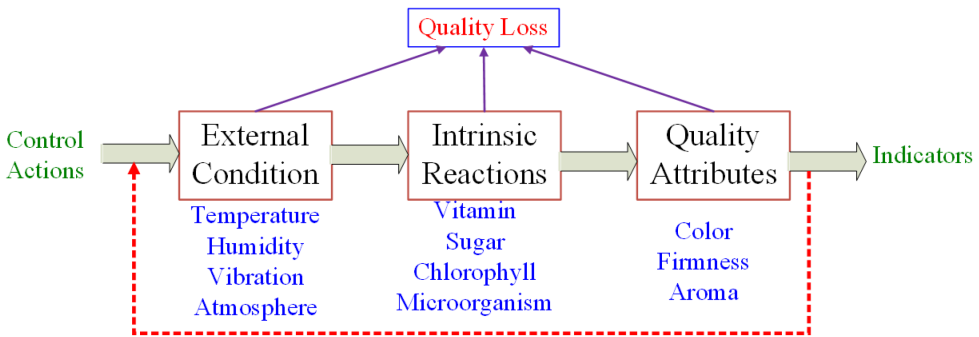 Quality Loss
Control
Actions
External
Condition
Intrinsic
Reactions
Quality
Attributes
Indicators
Temperature
Humidity
Vibration
Atmosphere
Vitamin
Sugar
Chlorophyll
Microorganism
Color
Firmness
Aroma